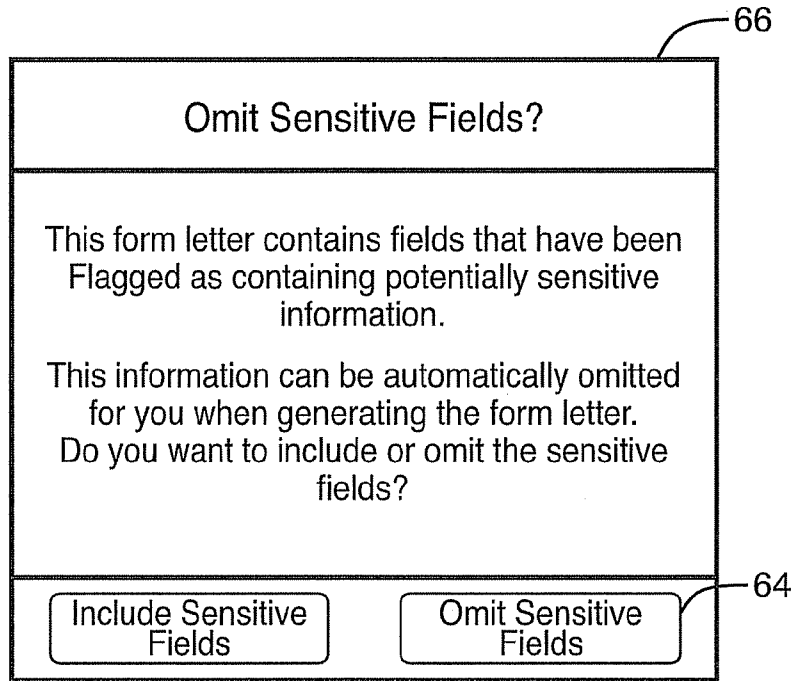 66
Omit Sensitive Fields?
This form letter contains fields that have been
Flagged as containing potentially sensitive
information.
This information can be automatically omitted
for you when generating the form letter.
Do you want to include or omit the sensitive
fields?
64
Include Sensitive
Fields
Omit Sensitive
Fields